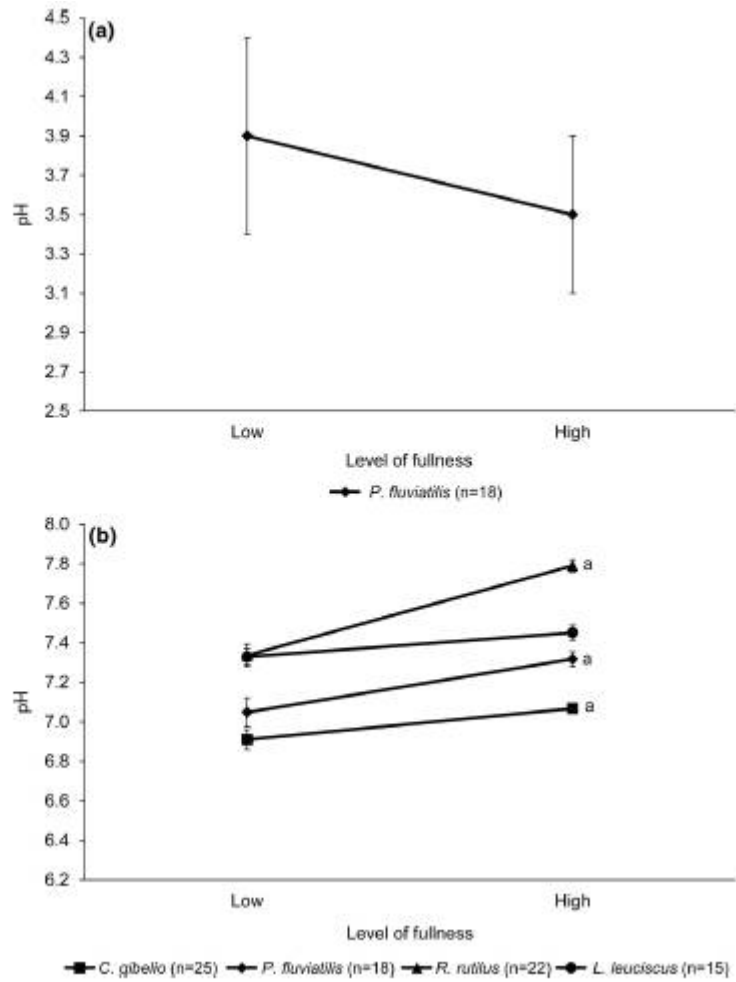 (a)
4.5
4.3
4.1
3.9
3.7
3.5
3.3
3.1
2.9
2.7
2.5
pH
Low High
Level of fullness
P. fluviatilis (n=18)
(b)
8.0
7.8
7.6
7.4
7.2
7.0
6.8
6.6
6.4
6.2
pH
a
a
a
Low High
Level of fullness
C. gibelio (n=25) P. fluviatilis (n=18) R. rutilus (n=22) L. leuciscus (n=15)